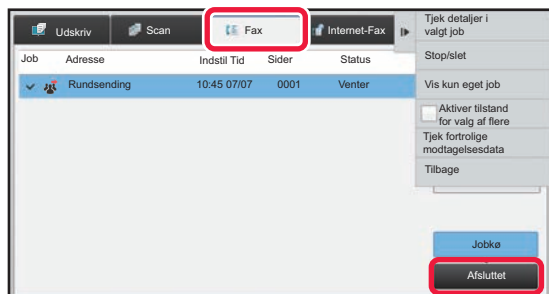 Udskriv Scan Fax Internet-Fax
Job Adresse Indstil Tid Sider Status
Rundsending 10:45 07/07 0001 Venter
Tjek detaljer i
valgt job
Stop/slet
Vis kun eget job
Aktiver tilstand
for valg af flere
Tjek fortrolige
modtagelsesdata
Tilbage
Jobkø
Afsluttet